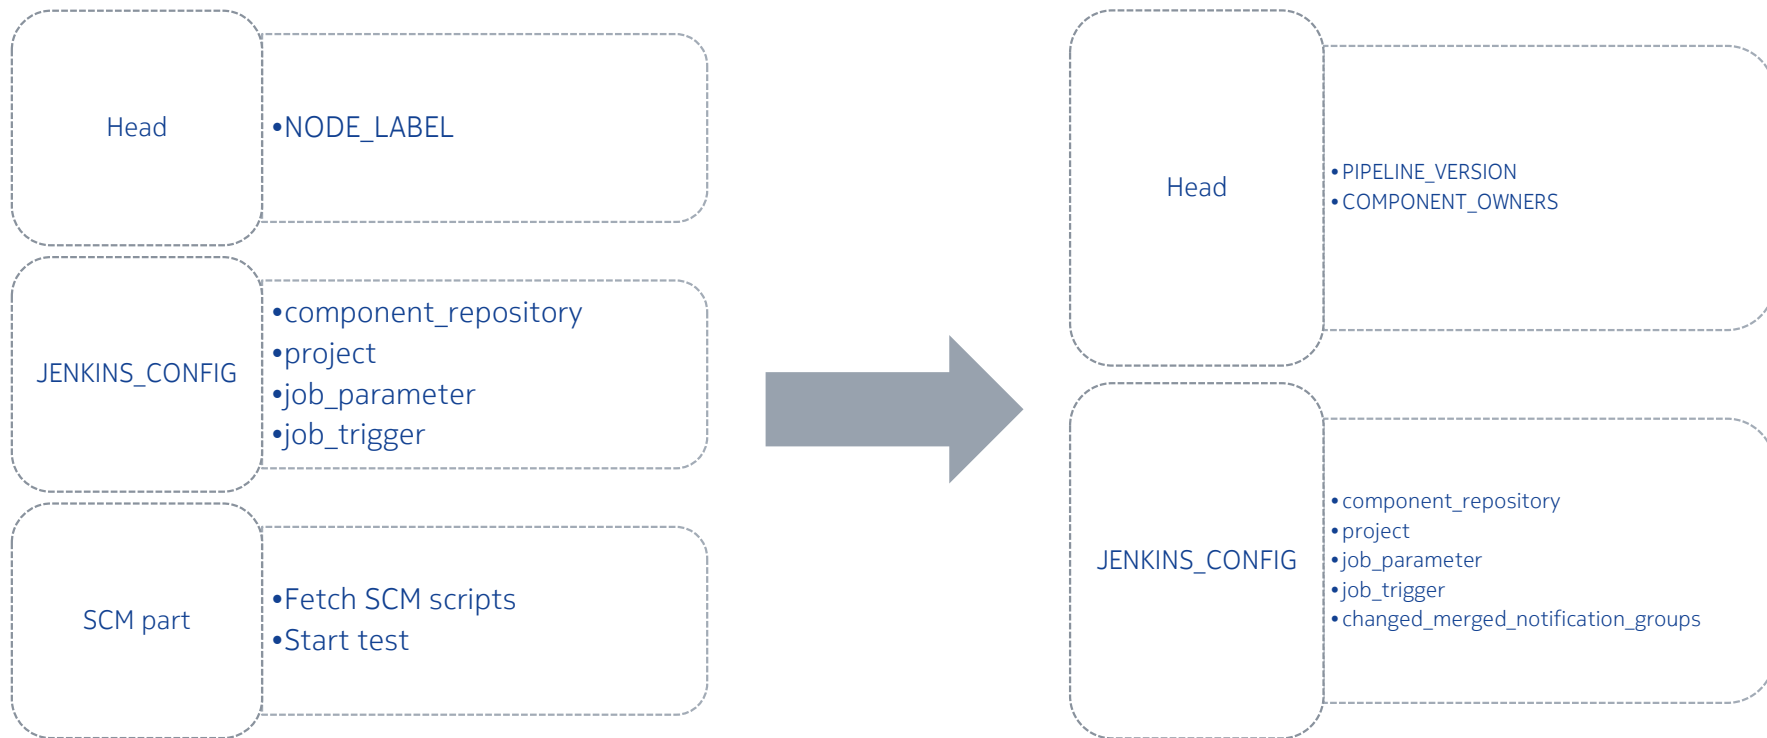 Head
•NODE_LABEL
JENKINS_CONFIG
•component_repository
•project
•job_parameter
•job_trigger
SCM part
•Fetch SCM scripts
•Start test
Head
•PIPELINE_VERSION
•COMPONENT_OWNERS
JENKINS_CONFIG
•component_repository
•project
•job_parameter
•job_trigger
•changed_merged_notification_groups